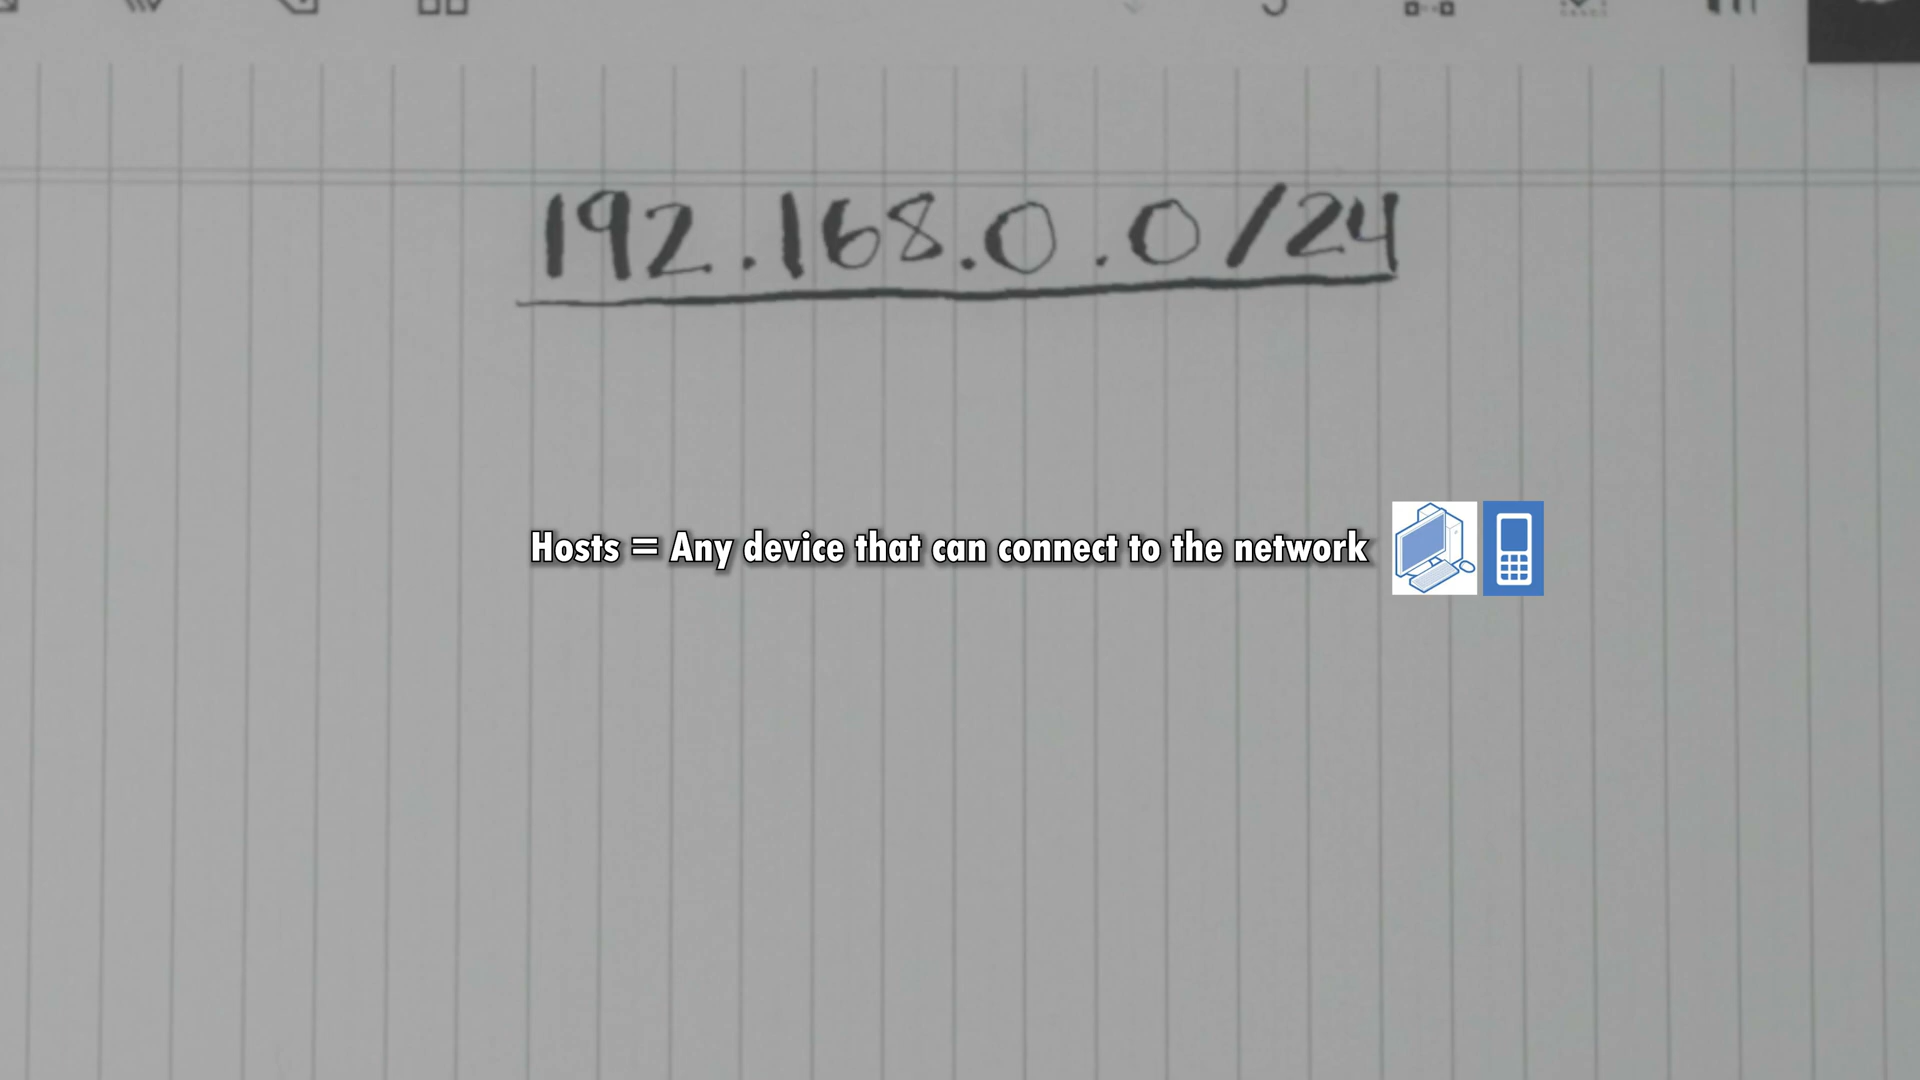 192.168.0.0/24
Hosts = Any device that can connect to the network